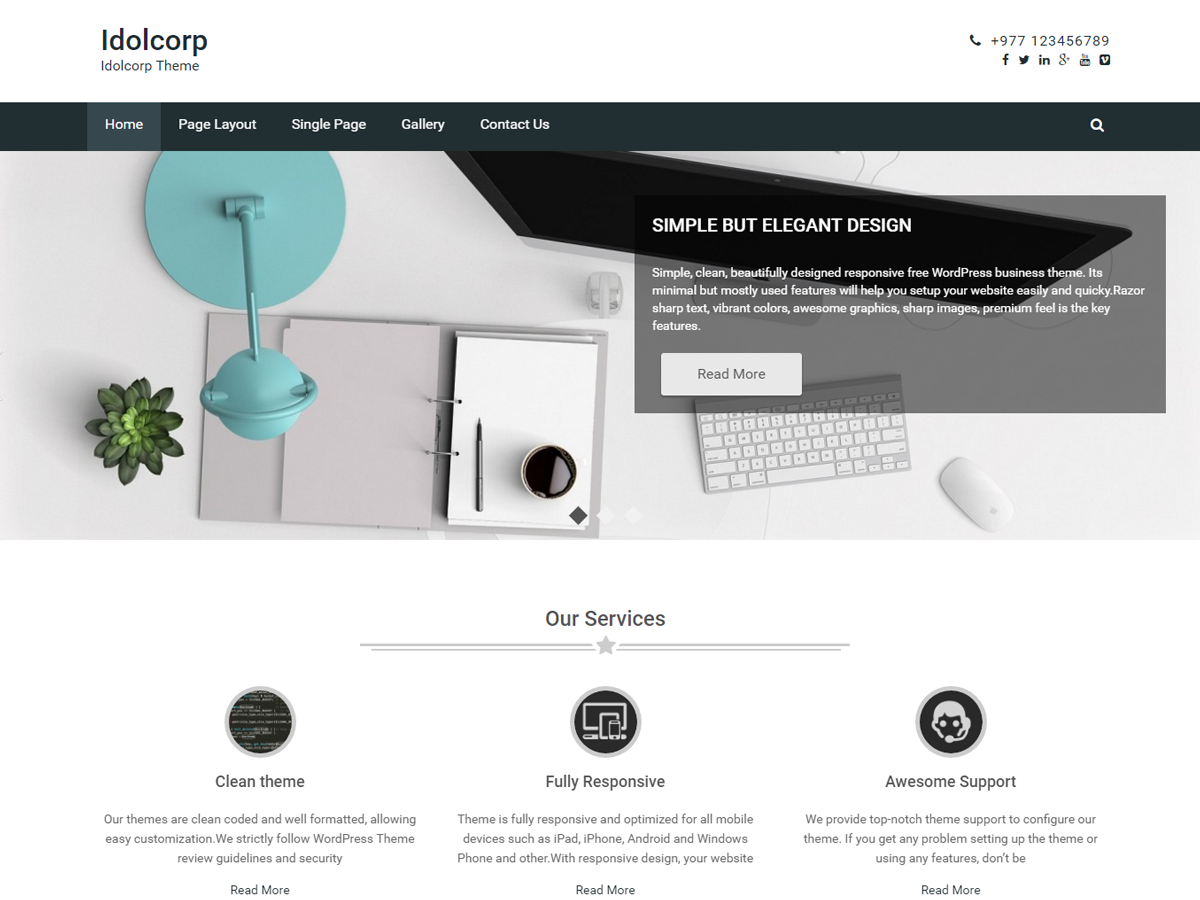 Idolcorp
Idolcorp Theme
+977 123456789
Home
Page Layout
Single Page
Gallery
Contact Us
SIMPLE BUT ELEGANT DESIGN
Simple, clean, beautifully designed responsive free WordPress business theme. Its
minimal but mostly used features will help you setup your website easily and quicky.Razor
sharp text, vibrant colors, awesome graphics, sharp images, premium feel is the key
features.
Read More
Our Services
Clean theme
Our themes are clean coded and well formatted, allowing
easy customization.We strictly follow WordPress Theme
review guidelines and security
Read More
Fully Responsive
Theme is fully responsive and optimized for all mobile
devices such as iPad, iPhone, Android and Windows
Phone and other.With responsive design, your website
Read More
Awesome Support
We provide top-notch theme support to configure our
theme. If you get any problem setting up the theme or
using any features, don’t be
Read More